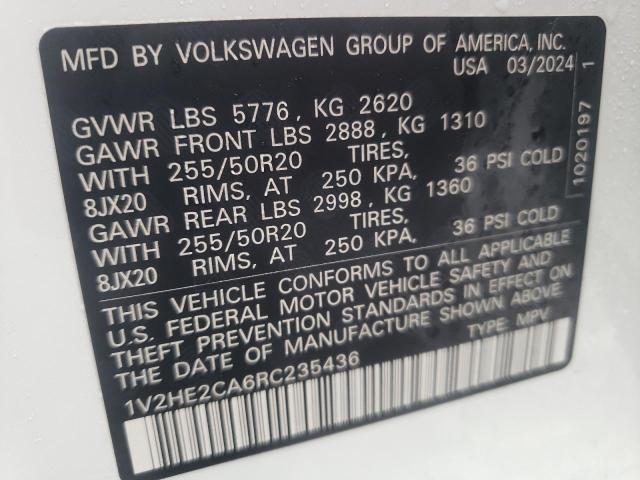 MFD BY VOLKSWAGEN GROUP OF AMERICA, INC.
USA 03/2024 1
GVWR LBS 5776, KG 2620
GAWR FRONT LBS 2888, KG 1310
WITH 255/50R20 TIRES,
8JX20 RIMS, AT 250 KPA, 36 PSI COLD
GAWR REAR LBS 2998, KG 1360
WITH 255/50R20 TIRES,
8JX20 RIMS, AT 250 KPA, 36 PSI COLD
THIS VEHICLE CONFORMS TO ALL APPLICABLE
U.S. FEDERAL MOTOR VEHICLE SAFETY AND
THEFT PREVENTION STANDARDS IN EFFECT ON
THE DATE OF MANUFACTURE SHOWN ABOVE.
1V2HE2CA6RC235436 TYPE: MPV
1020197